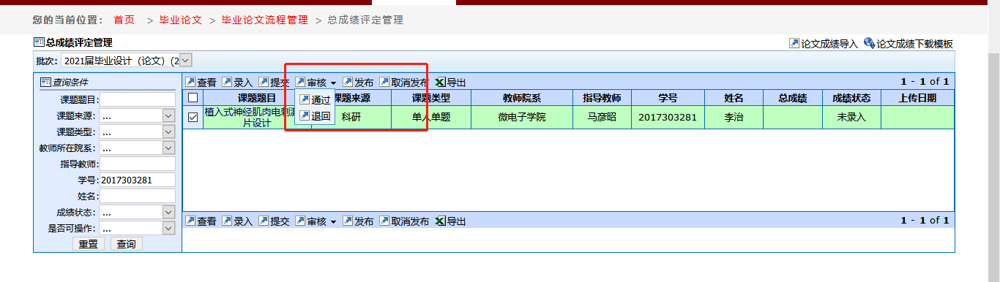 您的当前位置： 首页 > 毕业论文 > 毕业论文流程管理 > 总成绩评定管理
总成绩评定管理 论文成绩导入 论文成绩下载模板
批次： 2021届毕业设计（论文）(2
查询条件
课题题目：
课题来源： ...
课题类型： ...
教师所在院系： ...
指导教师：
学号： 2017303281
姓名：
成绩状态： ...
是否可操作： ...
重置 查询
查看 录入 提交 审核 发布 取消发布 导出 1 - 1 of 1
通过
退回
课题题目 课题来源 课题类型 教师院系 指导教师 学号 姓名 总成绩 成绩状态 上传日期
植入式神经肌肉电刺激
片设计 科研 单人单题 微电子学院 马彦昭 2017303281 李治 未录入
查看 录入 提交 审核 发布 取消发布 导出 1 - 1 of 1